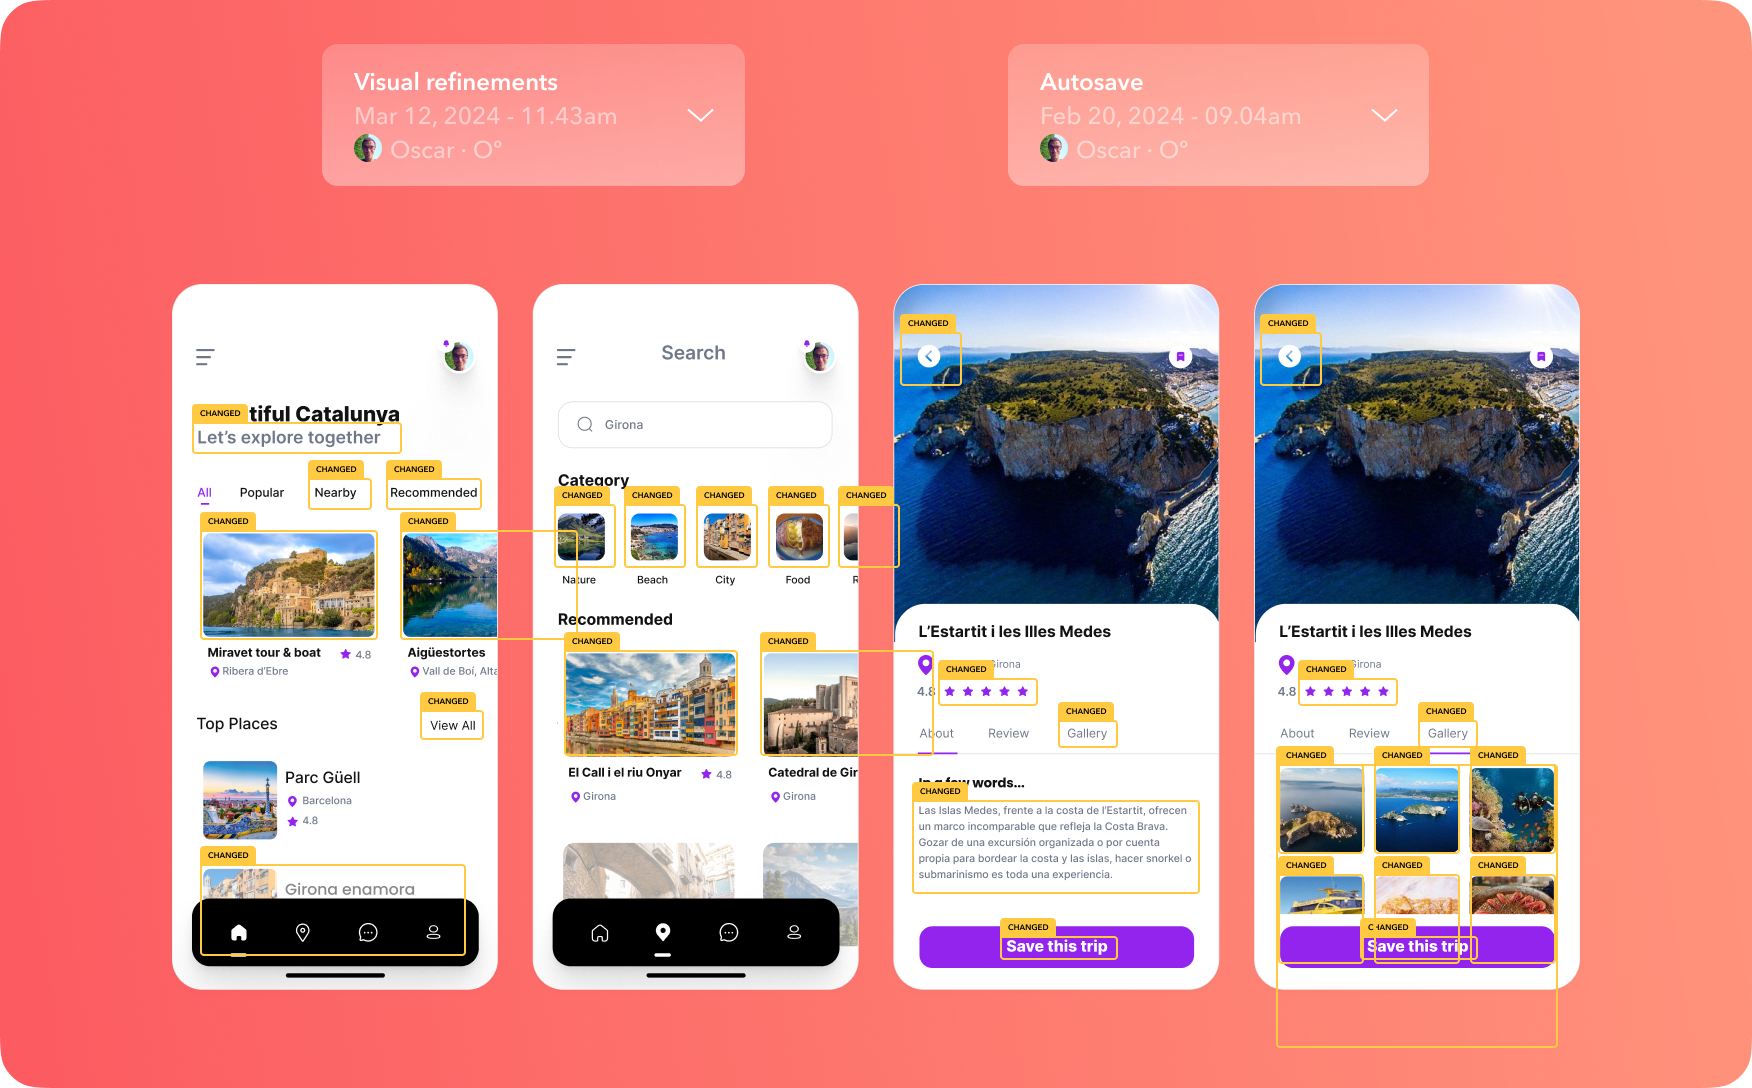 Visual refinements
Mar 12, 2024 - 11.43am
Oscar · O°
Autosave
Feb 20, 2024 - 09.04am
Oscar · O°
CHANGED
tiful Catalunya
Let's explore together
CHANGED
CHANGED
All
Popular
Nearby
Recommended
CHANGED
CHANGED
Miravet tour & boat
4.8
Ribera d'Ebre
Aigüestortes
Vall de Boí, Alta
CHANGED
Top Places
View All
Parc Güell
Barcelona
4.8
CHANGED
Girona enamora
Search
Girona
Category
CHANGED
CHANGED
CHANGED
CHANGED
CHANGED
Nature
Beach
City
Food
R
Recommended
CHANGED
CHANGED
El Call i el riu Onyar
4.8
Girona
Catedral de Gir
Girona
CHANGED
L'Estartit i les Illes Medes
CHANGED
Girona
4.8
CHANGED
About
Review
Gallery
In a few words...
CHANGED
Las Islas Medes, frente a la costa de l'Estartit, ofrecen
un marco incomparable que refleja la Costa Brava.
Gozar de una excursión organizada o por cuenta
propia para bordear la costa y las islas, hacer snorkel o
submarinismo es toda una experiencia.
CHANGED
Save this trip
CHANGED
L'Estartit i les Illes Medes
CHANGED
Girona
4.8
CHANGED
About
Review
Gallery
CHANGED
CHANGED
CHANGED
CHANGED
CHANGED
CHANGED
CHANGED
Save this trip